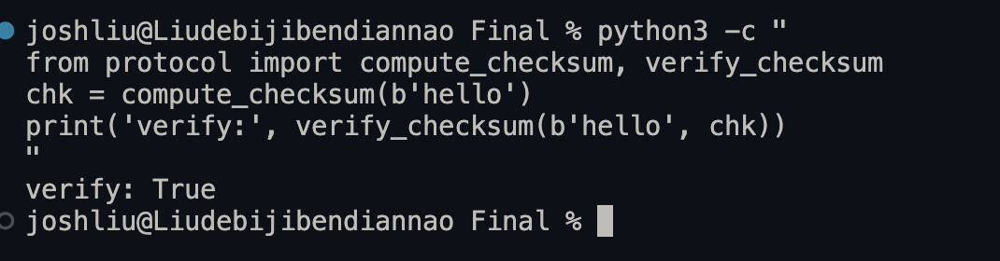 joshliu@Liudebijibendiannao Final % python3 -c "
from protocol import compute_checksum, verify_checksum
chk = compute_checksum(b'hello')
print('verify:', verify_checksum(b'hello', chk))
"
verify: True
joshliu@Liudebijibendiannao Final %